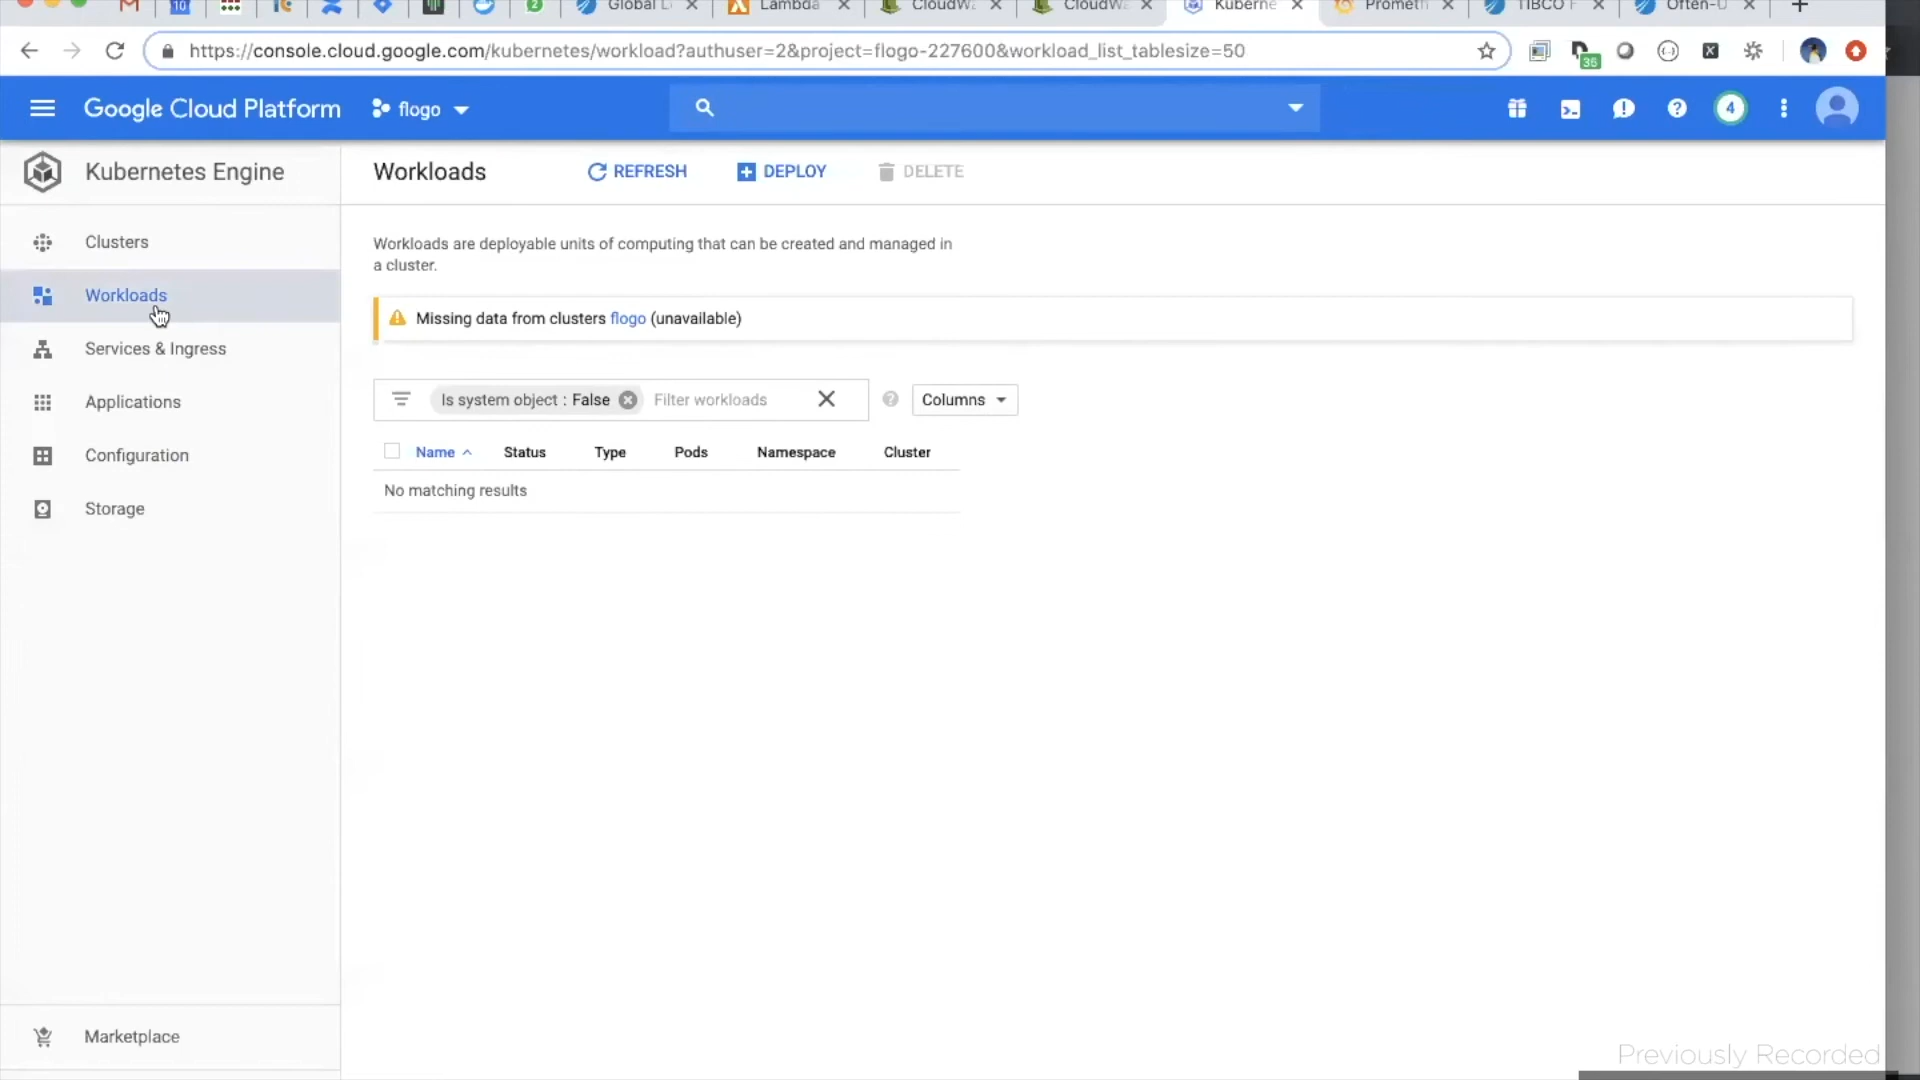 Global L
Lambda
CloudWa
CloudWa
Kuberne
Prometh
TIBCO F
Often-U
https://console.cloud.google.com/kubernetes/workload?authuser=2&project=flogo-227600&workload_list_tablesize=50
36
Google Cloud Platform
flogo
4
Kubernetes Engine
Workloads
REFRESH
DEPLOY
DELETE
Clusters
Workloads
Services & Ingress
Applications
Configuration
Storage
Marketplace
Workloads are deployable units of computing that can be created and managed in
a cluster.
Missing data from clusters flogo (unavailable)
Is system object : False
Filter workloads
Columns
Name
Status
Type
Pods
Namespace
Cluster
No matching results
Previously Recorded